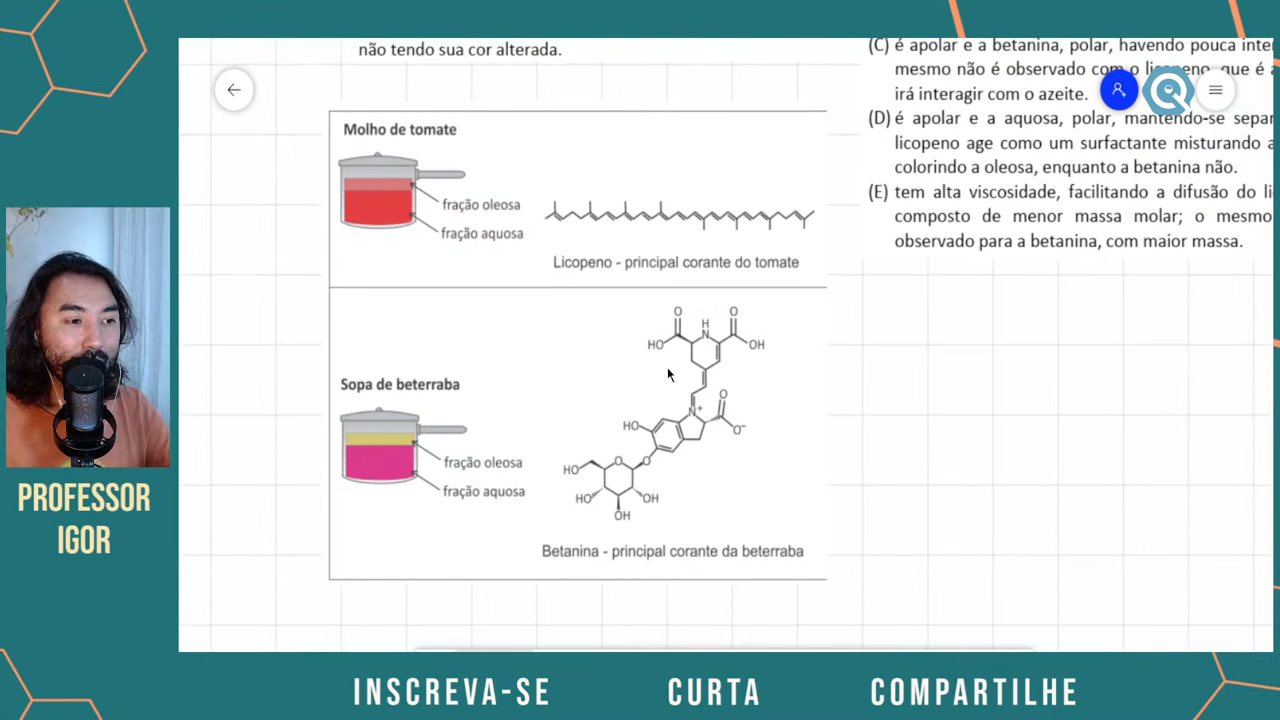 não tendo sua cor alterada.
Molho de tomate
fração oleosa
fração aquosa
Licopeno - principal corante do tomate
Sopa de beterraba
fração oleosa
fração aquosa
O
O
H
N
HO
OH
N+
O
O-
HO
O
O
HO
HO
OH
OH
Betanina - principal corante da beterraba
(C) é apolar e a betanina, polar, havendo pouca
mesmo não é observado com o licopeno, que é
irá interagir com o azeite.
(D) é apolar e a aquosa, polar, mantendo-se
licopeno age como um surfactante misturando
colorindo a oleosa, enquanto a betanina não.
(E) tem alta viscosidade, facilitando a difusão do
composto de menor massa molar; o mesmo
observado para a betanina, com maior massa.
PROFESSOR
IGOR
INSCREVA-SE CURTA COMPARTILHE